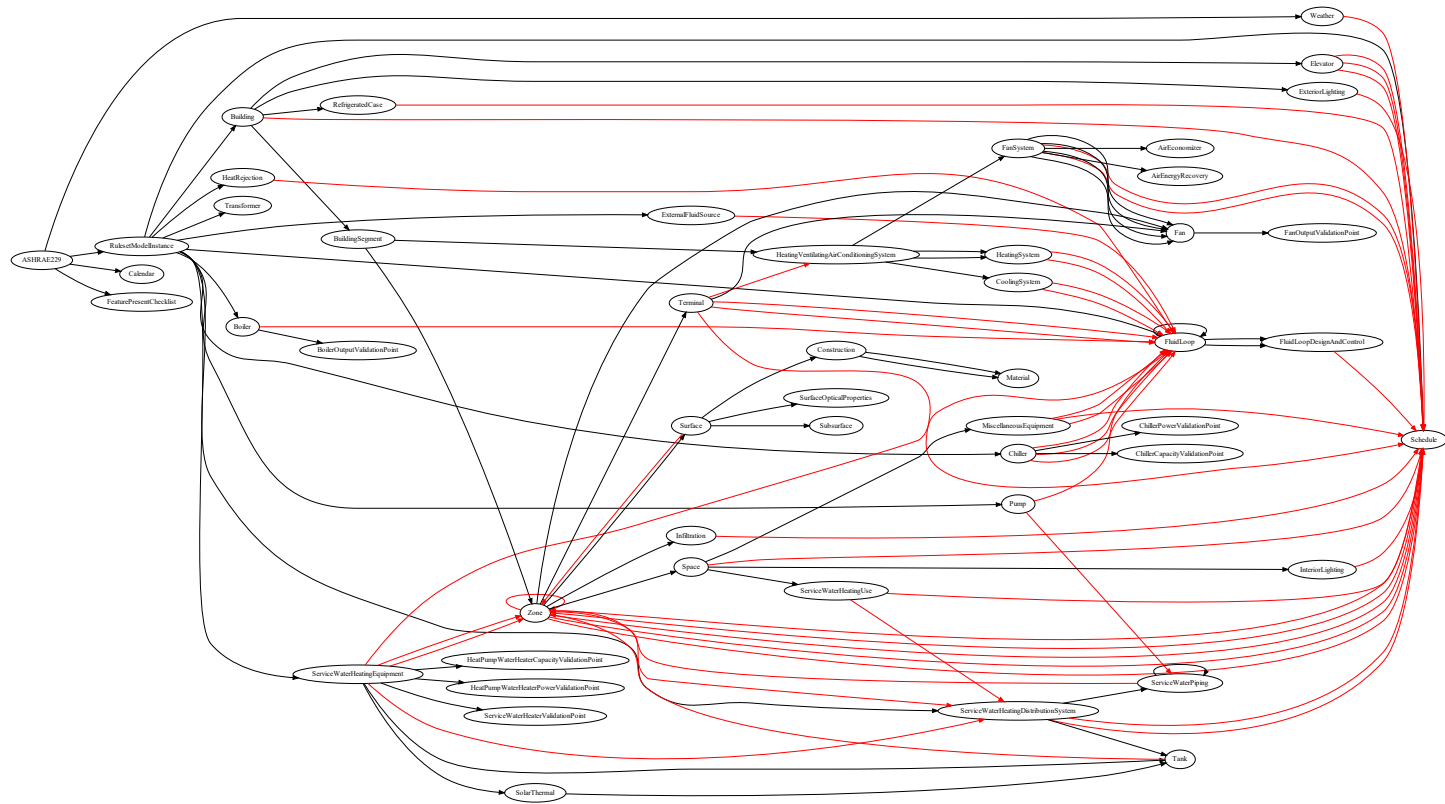 Weather
Elevator
ExteriorLighting
RefrigeratedCase
Building
FanSystem
AirEconomizer
AirEnergyRecovery
HeatRejection
Transformer
ExternalFluidSource
Fan
FanOutputValidationPoint
BuildingSegment
RulesetModelInstance
HeatingVentilatingAirConditioningSystem
HeatingSystem
ASHRAE229
Calendar
CoolingSystem
FeaturePresentChecklist
Terminal
Boiler
BoilerOutputValidationPoint
FluidLoop
FluidLoopDesignAndControl
Construction
Material
SurfaceOpticalProperties
Surface
Subsurface
MiscellaneousEquipment
ChillerPowerValidationPoint
Schedule
Chiller
ChillerCapacityValidationPoint
Pump
Infiltration
Space
InteriorLighting
ServiceWaterHeatingUse
Zone
HeatPumpWaterHeaterCapacityValidationPoint
ServiceWaterHeatingEquipment
HeatPumpWaterHeaterPowerValidationPoint
ServiceWaterPiping
ServiceWaterHeatingDistributionSystem
ServiceWaterHeaterValidationPoint
Tank
SolarThermal